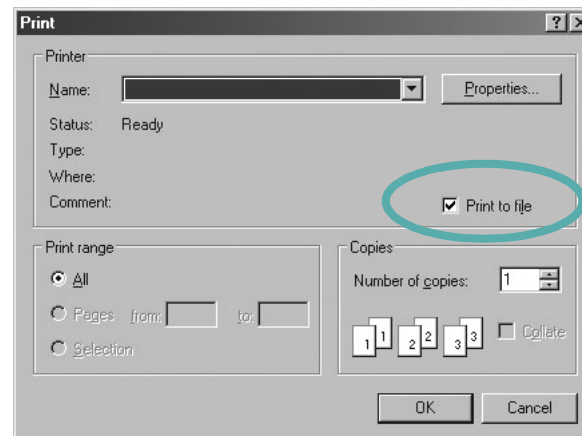 Print
Printer
Name:
Properties...
Status: Ready
Type:
Where:
Comment:
Print to file
Print range
All
Pages from: to:
Selection
Copies
Number of copies: 1
1 1 2 2 3 3
Collate
OK Cancel